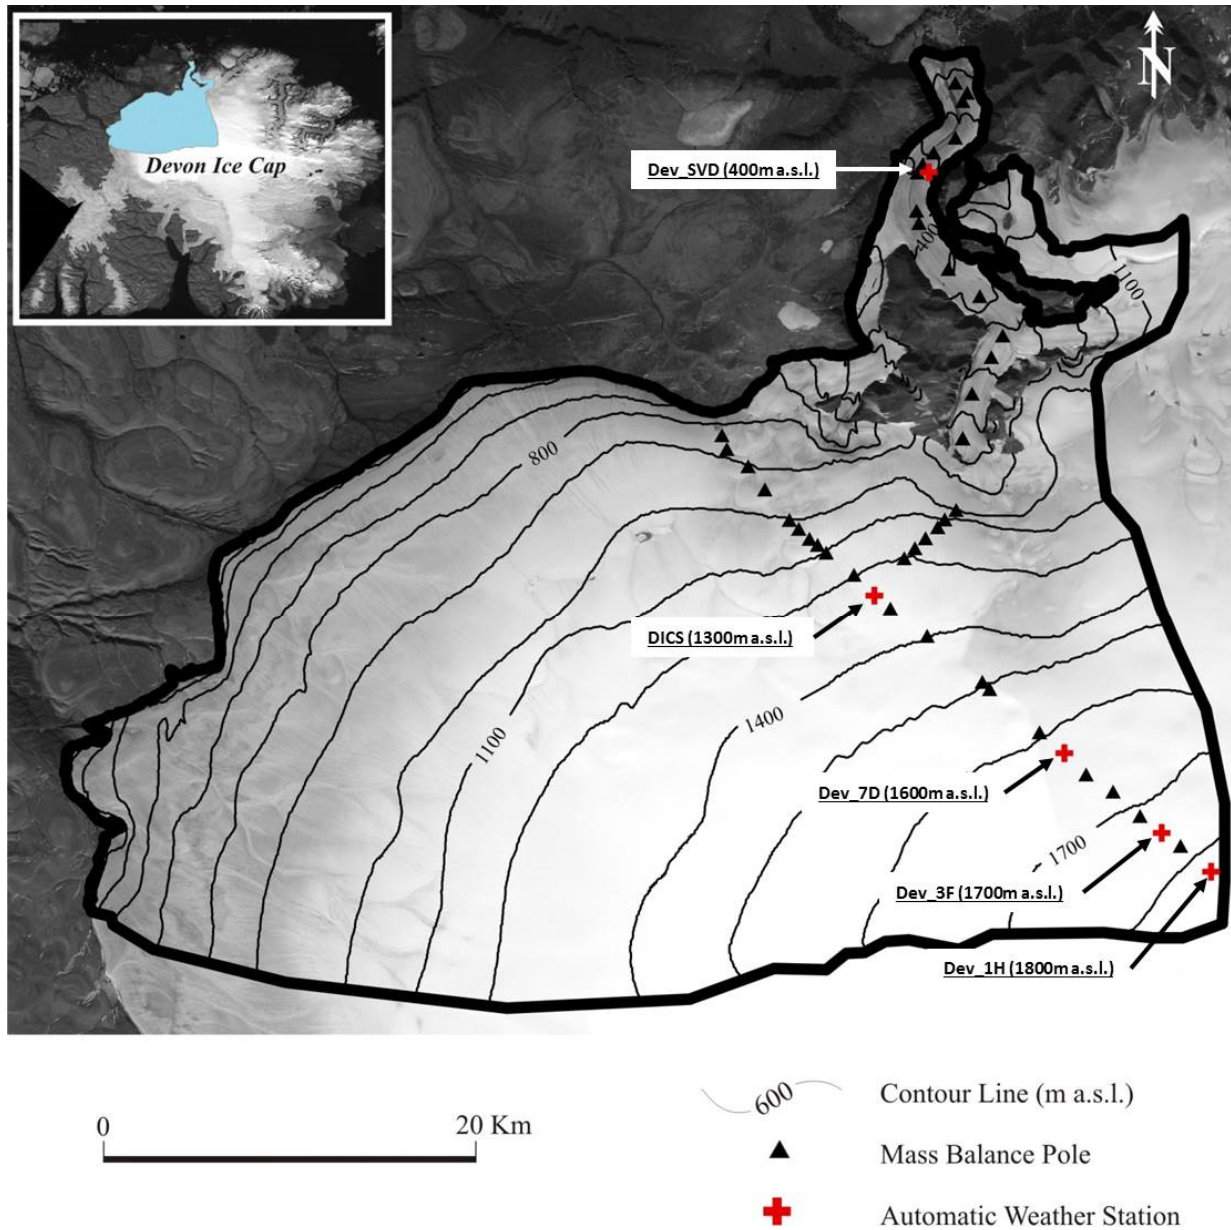 Devon Ice Cap
N
Dev_SVD (400m a.s.l.)
400
1100
800
DICS (1300m a.s.l.)
1400
1100
Dev_7D (1600m a.s.l.)
1700
Dev_3F (1700m a.s.l.)
Dev_1H (1800m a.s.l.)
600
Contour Line (m a.s.l.)
0
20 Km
Mass Balance Pole
Automatic Weather Station